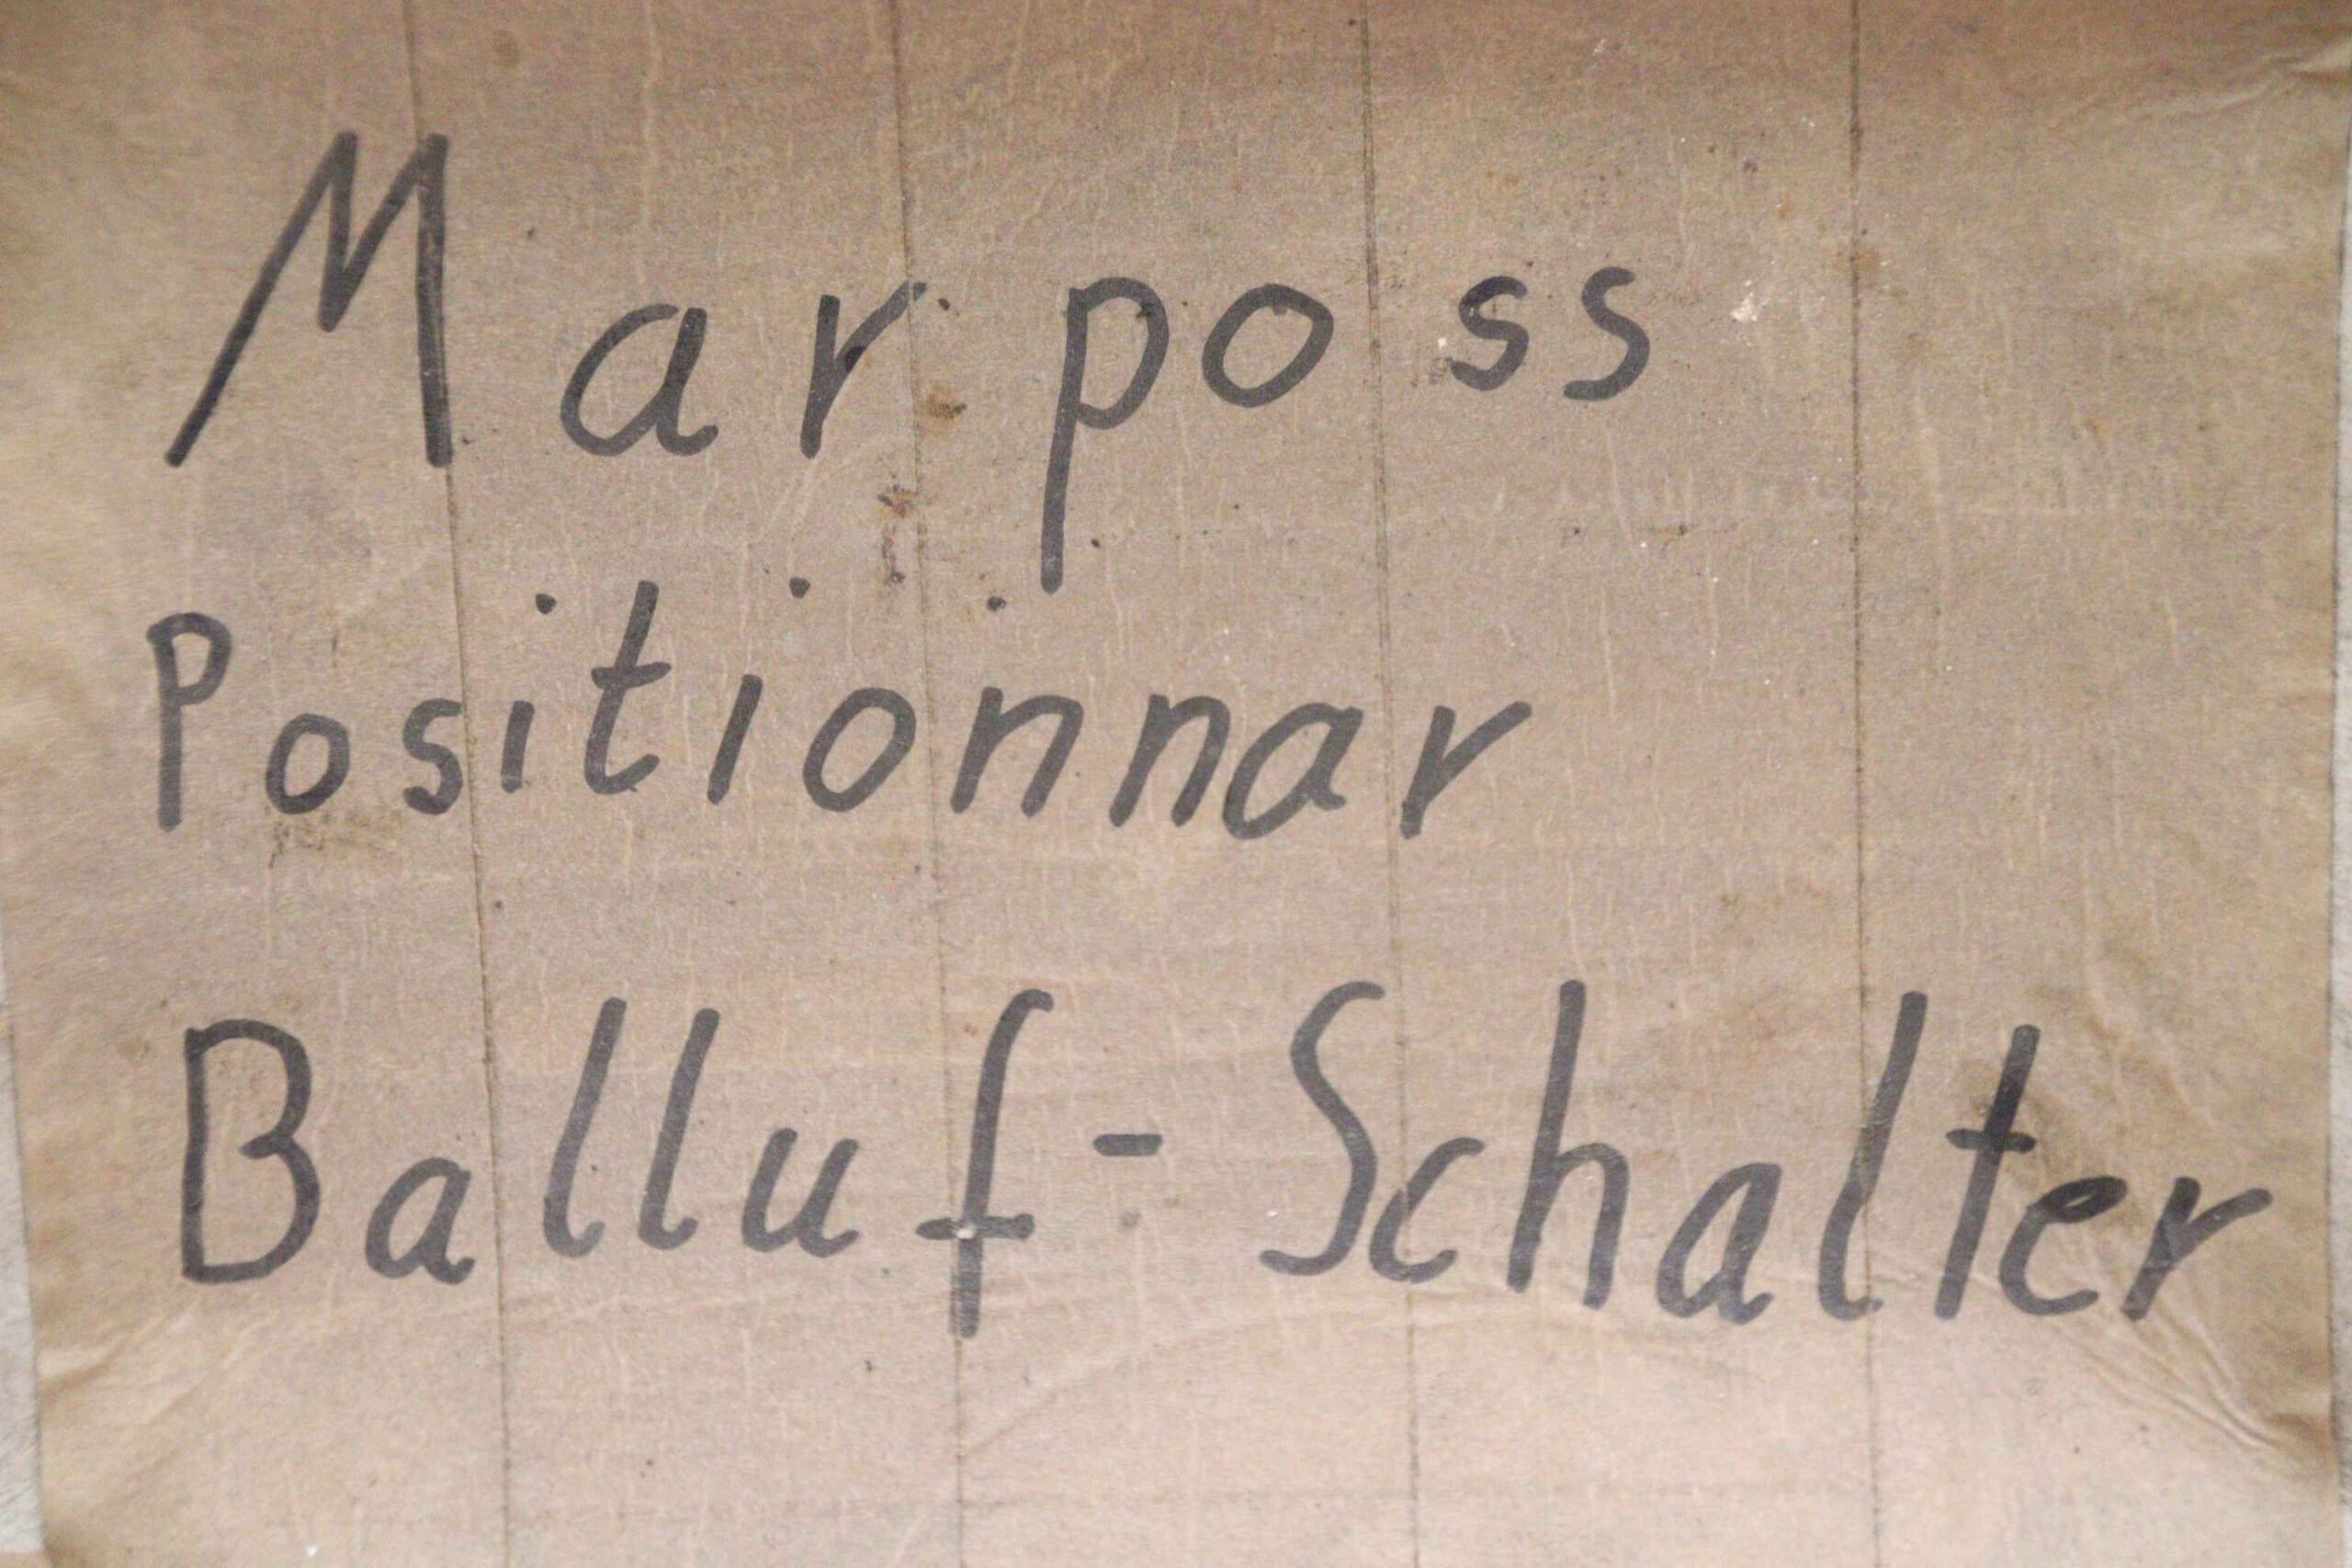 Marposs
Positionnar
Balluf-Schalter